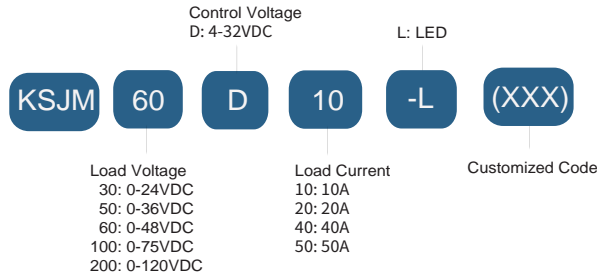 Control Voltage
D: 4-32VDC
L: LED
KSJM 60 D 10 -L (XXX)
Load Voltage
30: 0-24VDC
50: 0-36VDC
60: 0-48VDC
100: 0-75VDC
200: 0-120VDC
Load Current
10: 10A
20: 20A
40: 40A
50: 50A
Customized Code